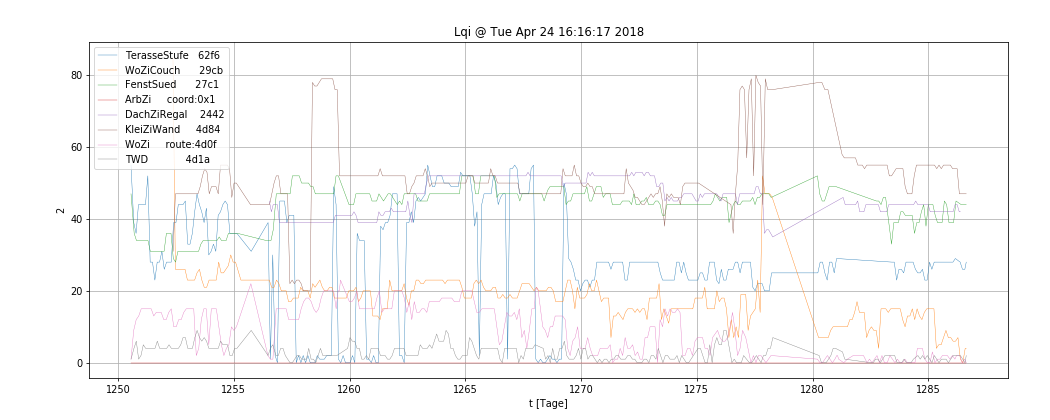 Lqi @ Tue Apr 24 16:16:17 2018
TerasseStufe 62f6
WoZiCouch 29cb
FenstSued 27c1
ArbZi coord:0x1
DachZiRegal 2442
KleiZiWand 4d84
WoZi route:4d0f
TWD 4d1a
80
60
40
20
0
2
1250 1255 1260 1265 1270 1275 1280 1285
t [Tage]